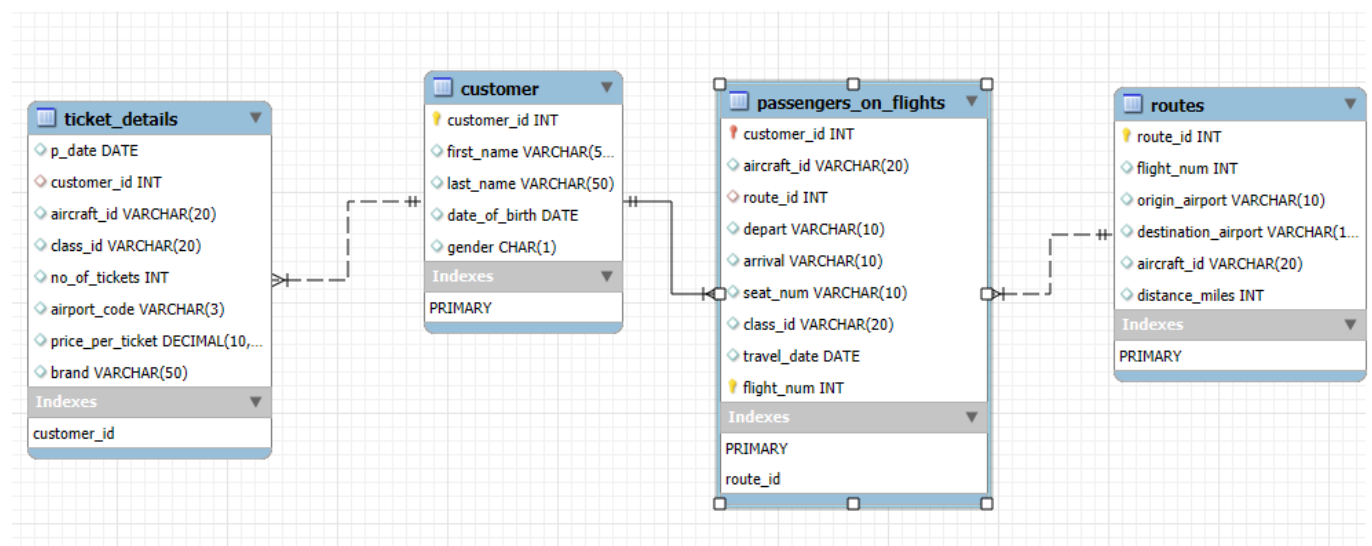 ticket_details
p_date DATE
customer_id INT
aircraft_id VARCHAR(20)
class_id VARCHAR(20)
no_of_tickets INT
airport_code VARCHAR(3)
price_per_ticket DECIMAL(10,...
brand VARCHAR(50)
Indexes
customer_id
customer
customer_id INT
first_name VARCHAR(5...
last_name VARCHAR(50)
date_of_birth DATE
gender CHAR(1)
Indexes
PRIMARY
passengers_on_flights
customer_id INT
aircraft_id VARCHAR(20)
route_id INT
depart VARCHAR(10)
arrival VARCHAR(10)
seat_num VARCHAR(10)
class_id VARCHAR(20)
travel_date DATE
flight_num INT
Indexes
PRIMARY
route_id
routes
route_id INT
flight_num INT
origin_airport VARCHAR(10)
destination_airport VARCHAR(1...
aircraft_id VARCHAR(20)
distance_miles INT
Indexes
PRIMARY